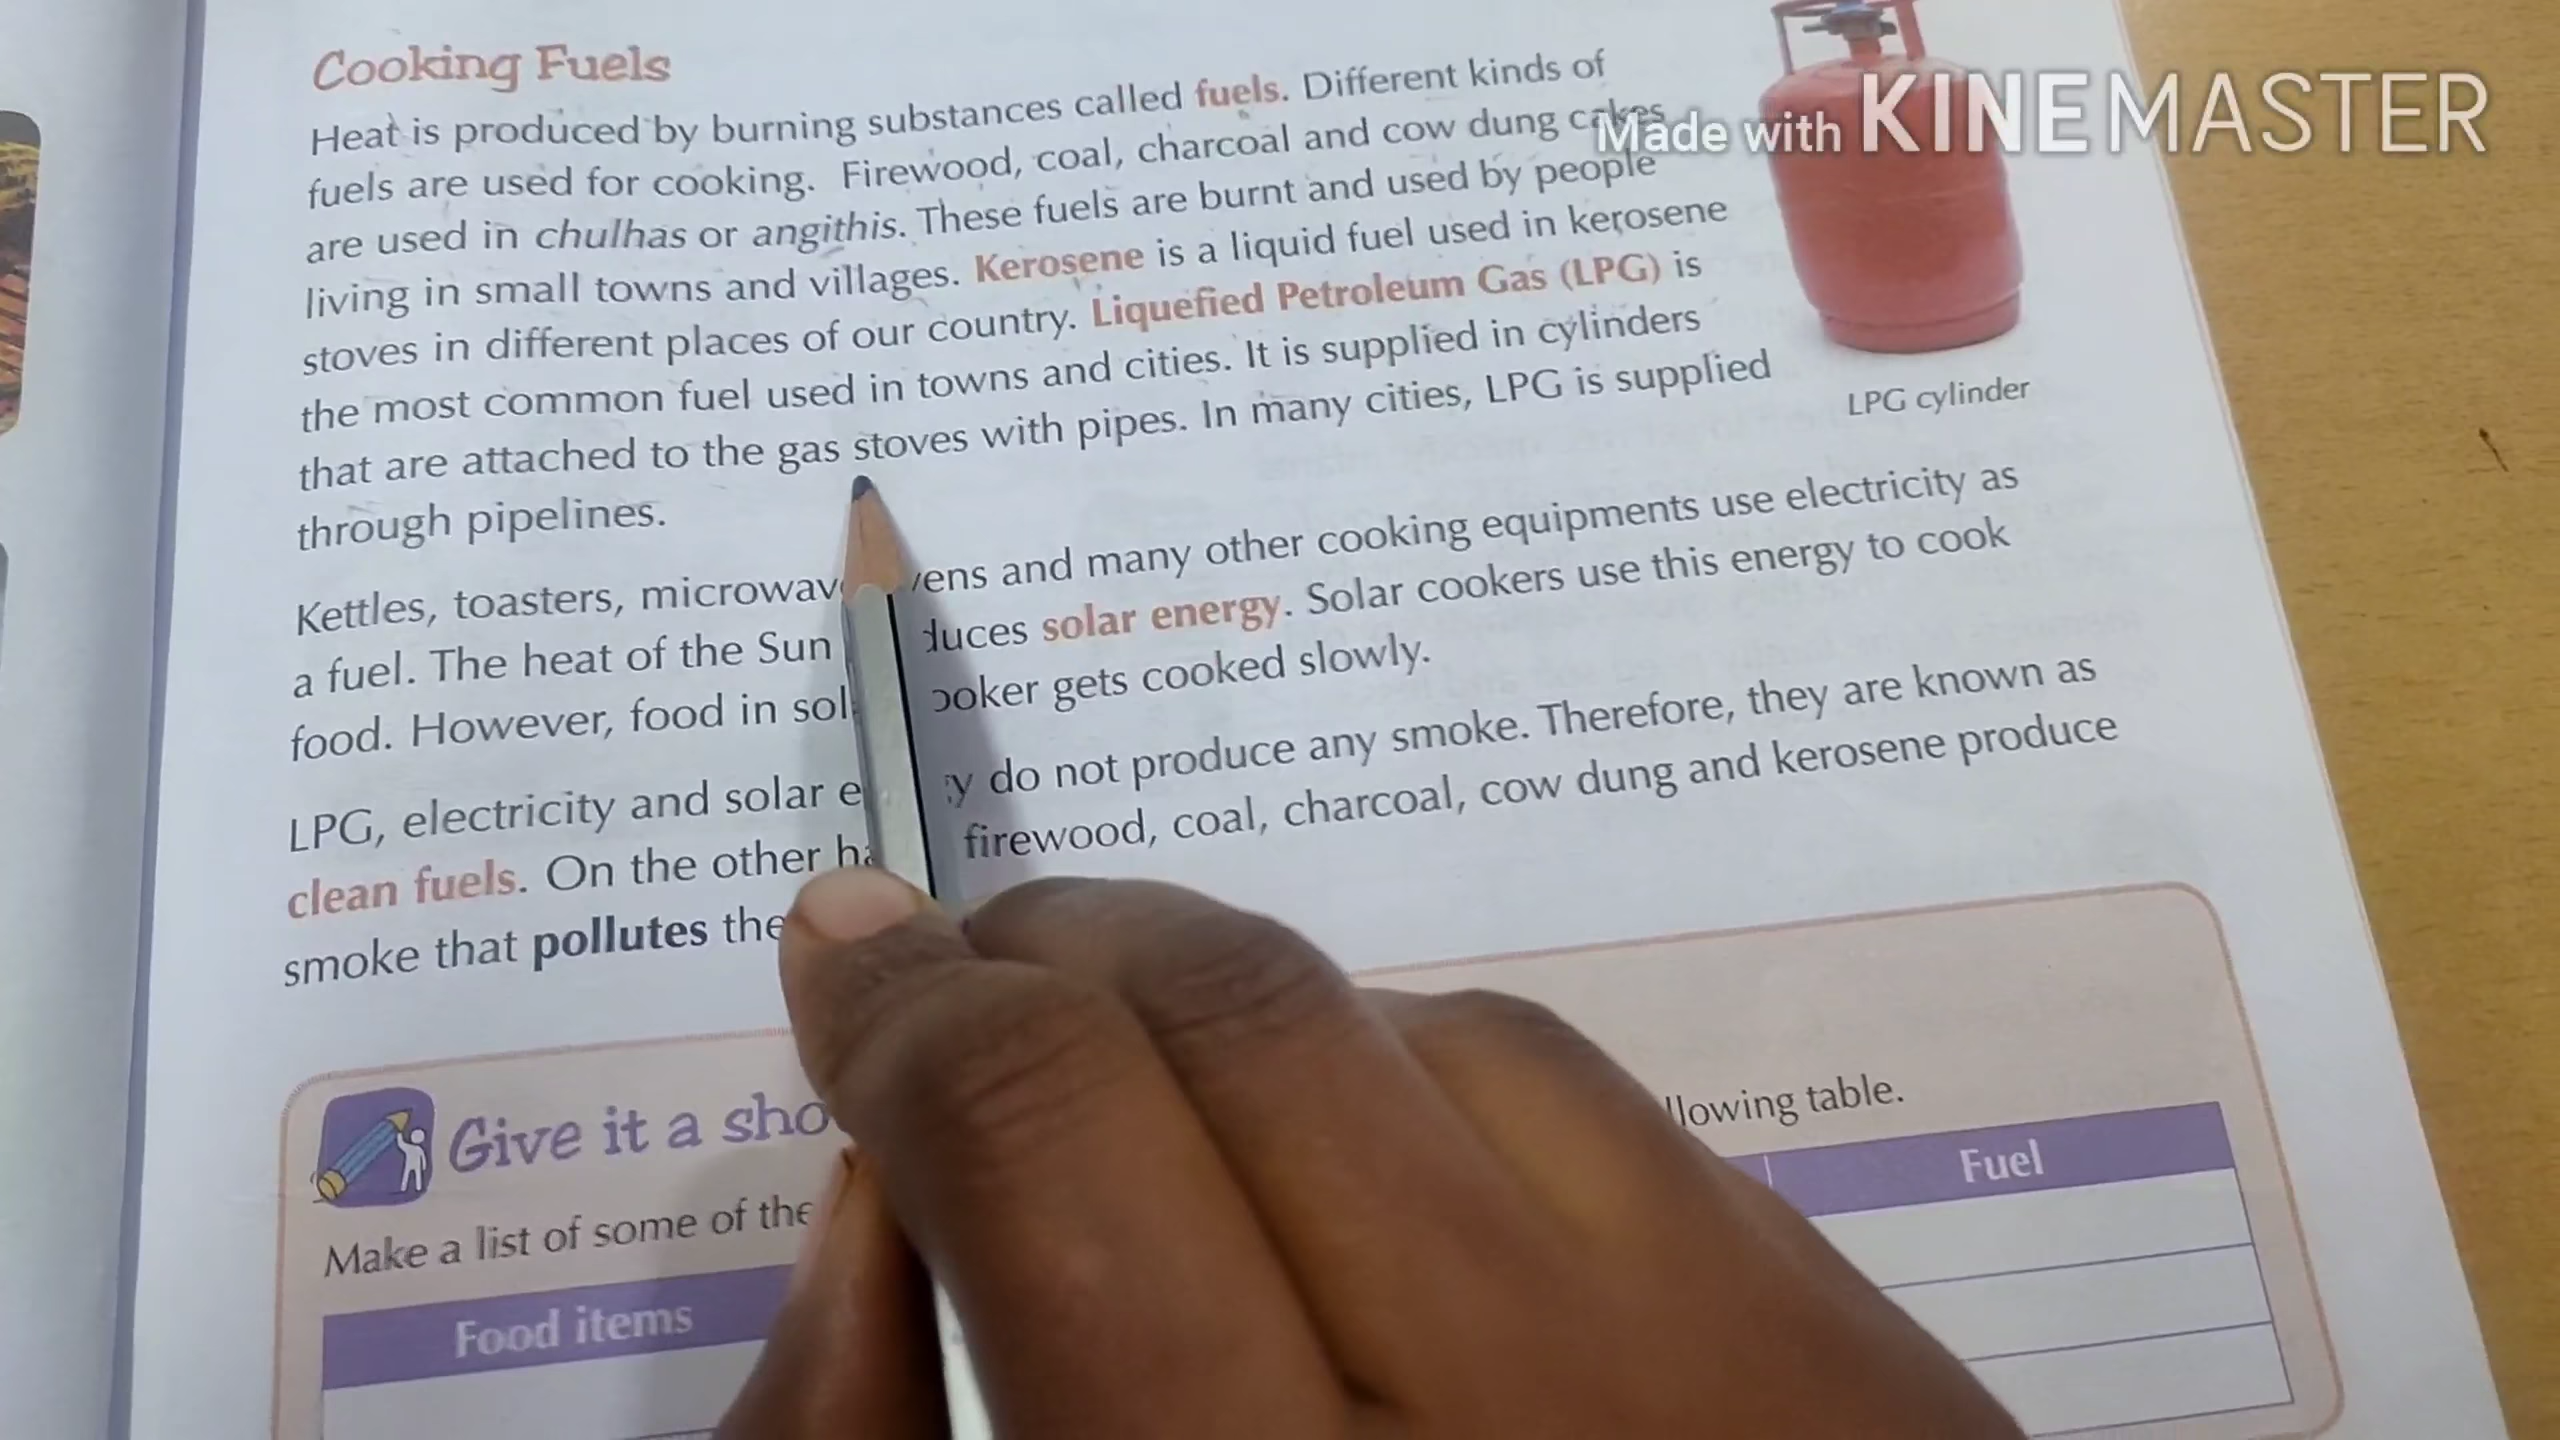 Cooking Fuels
Heat is produced by burning substances called fuels. Different kinds of
fuels are used for cooking. Firewood, coal, charcoal and cow dung cakes
are used in chulhas or angithis. These fuels are burnt and used by people
living in small towns and villages. Kerosene is a liquid fuel used in kerosene
stoves in different places of our country. Liquefied Petroleum Gas (LPG) is
the most common fuel used in towns and cities. It is supplied in cylinders
that are attached to the gas stoves with pipes. In many cities, LPG is supplied
through pipelines.
Made with KINEMASTER
LPG cylinder
Kettles, toasters, and many other cooking equipments use electricity as
a fuel. The heat of the Sun solar energy. Solar cookers use this energy to cook
food. However, food in gets cooked slowly.
LPG, electricity and solar do not produce any smoke. Therefore, they are known as
clean fuels. On the other firewood, coal, charcoal, cow dung and kerosene produce
smoke that pollutes the
Give it a
Make a list of some of the table.
Food items
Fuel